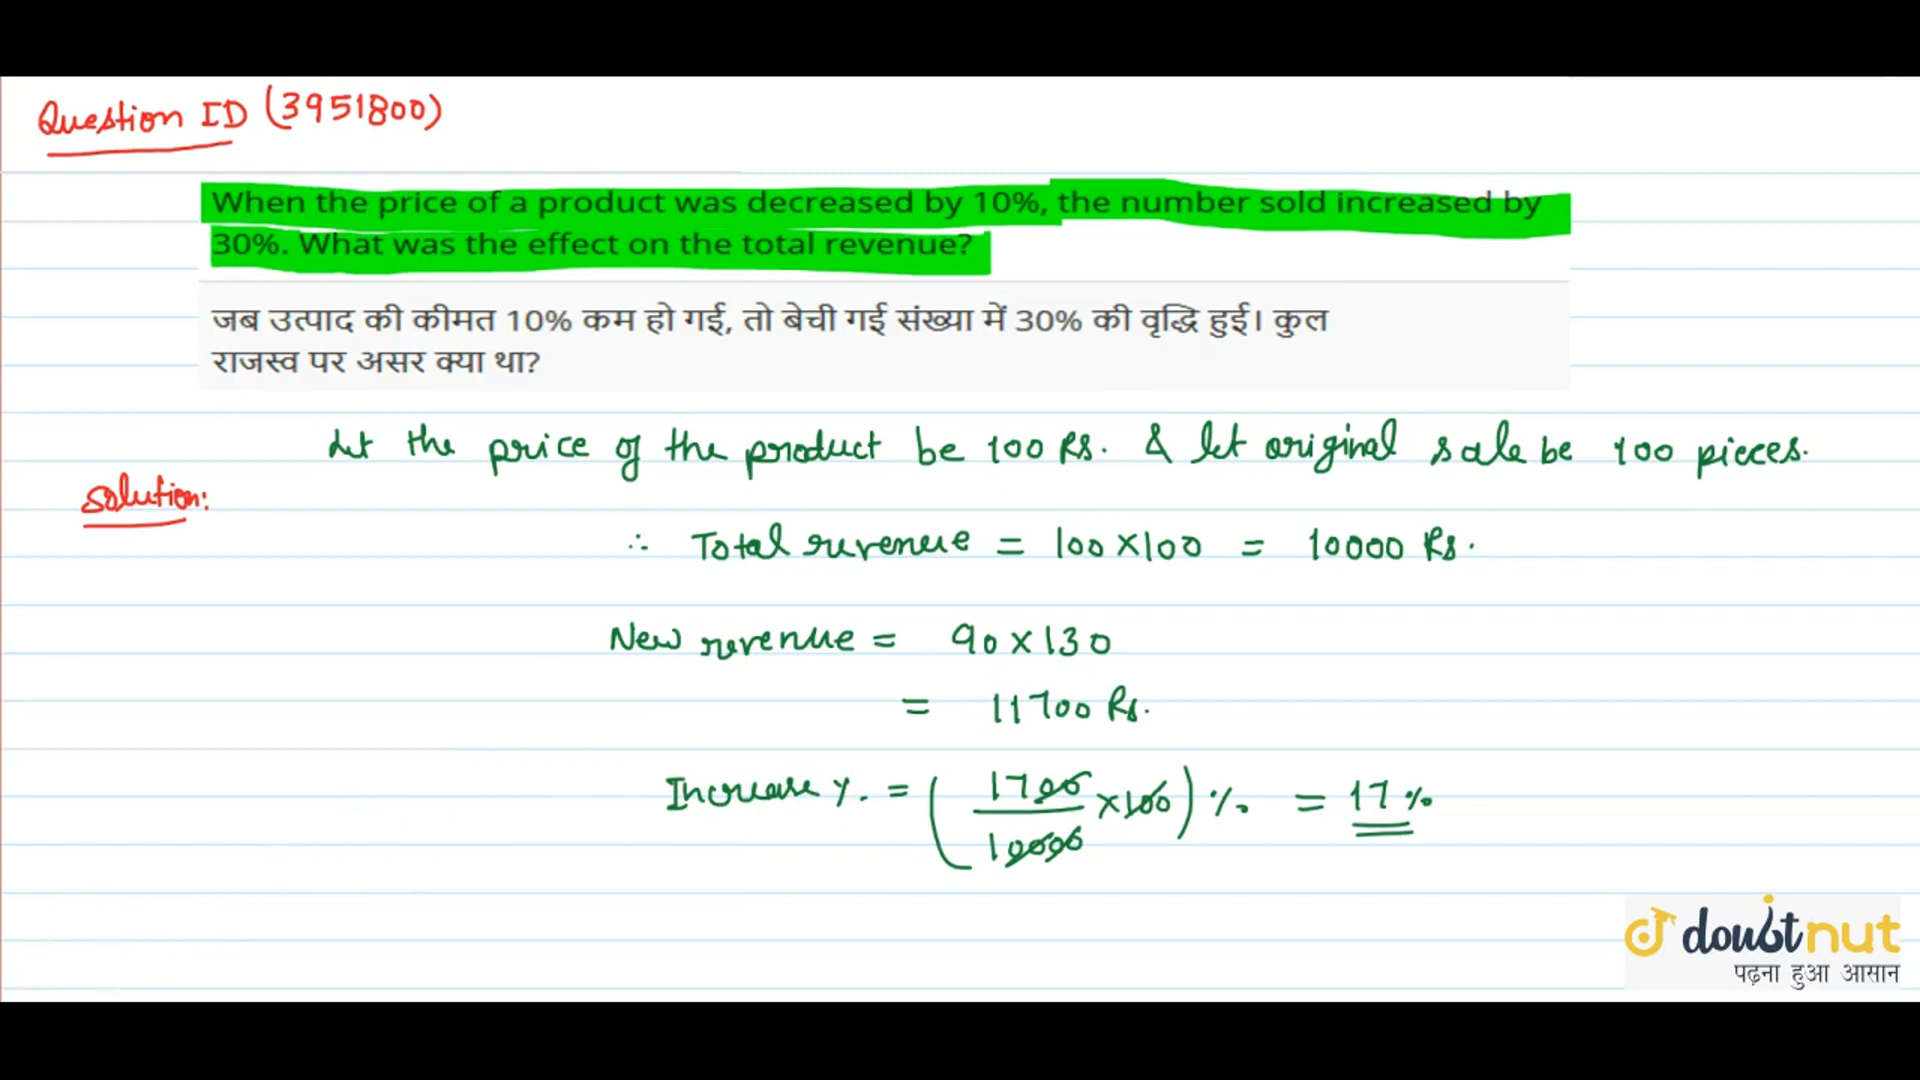 Question ID (3951800)
When the price of a product was decreased by 10%, the number sold increased by
30%. What was the effect on the total revenue?
जब उत्पाद की कीमत 10% कम हो गई, तो बेची गई संख्या में 30% की वृद्धि हुई। कुल
राजस्व पर असर क्या था?
Let the price of the product be 100 Rs. & let original sale be 100 pieces.
Solution:
∴ Total revenue = 100×100 = 10000 Rs.
New revenue = 90×130
= 11700 Rs.
Increase %. = (1700/10000 ×100) % = 17%
doubtnut
पढ़ना हुआ आसान